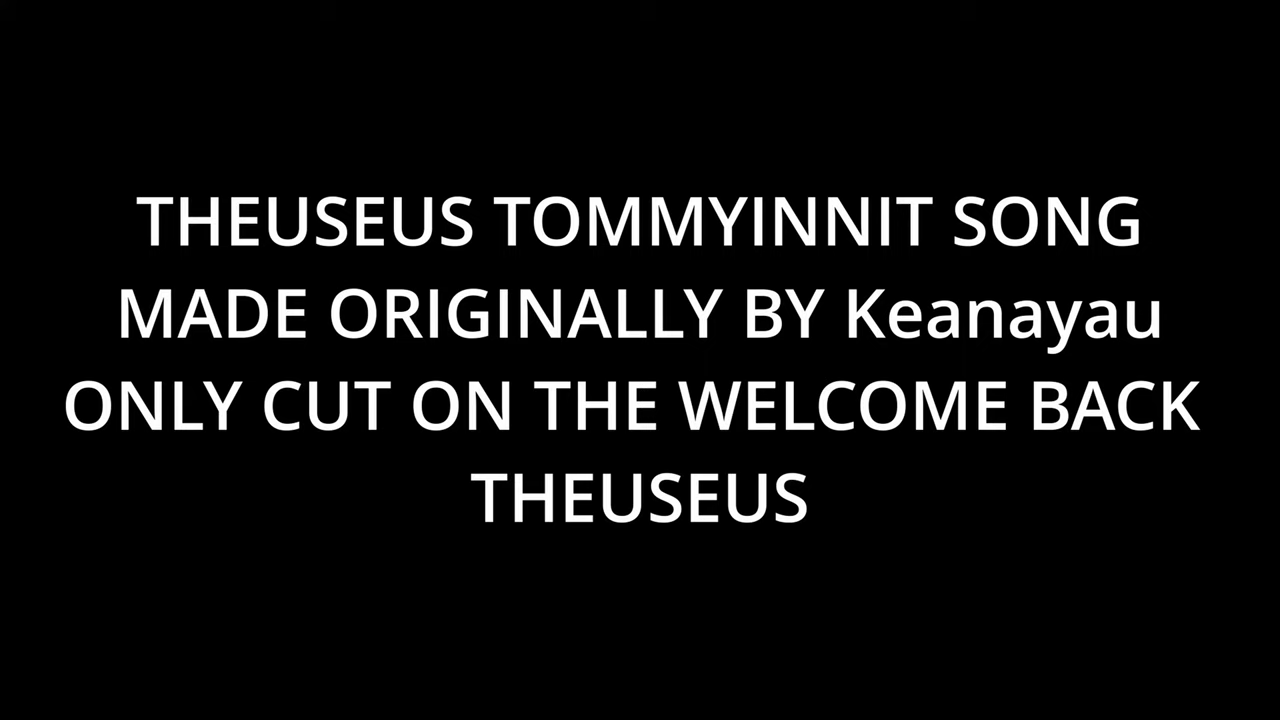 THEUSEUS TOMMYINNIT SONG
MADE ORIGINALLY BY Keanayau
ONLY CUT ON THE WELCOME BACK
THEUSEUS